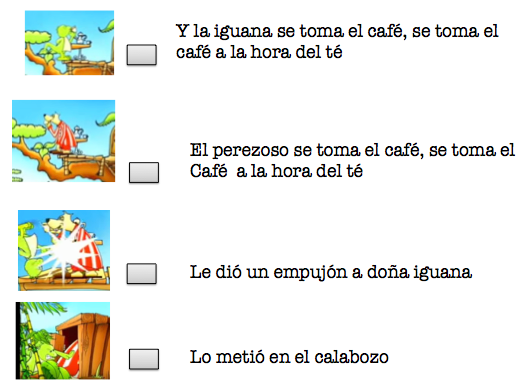 Y la iguana se toma el café, se toma el
café a la hora del té
El perezoso se toma el café, se toma el
Café a la hora del té
Le dió un empujón a doña iguana
Lo metió en el calabozo